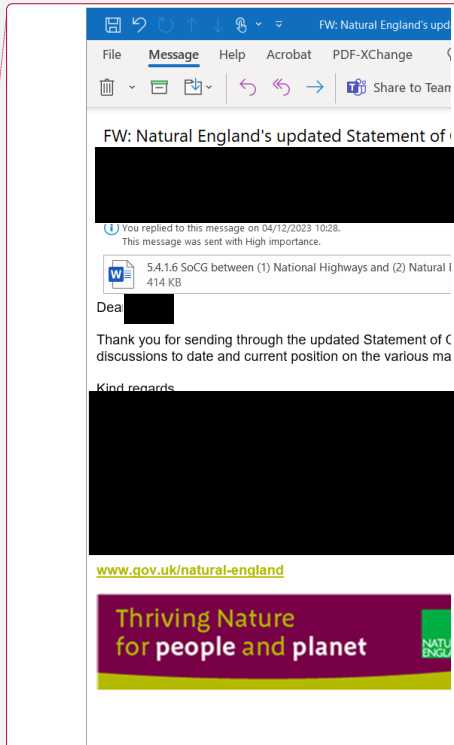 FW: Natural England's upd
File Message Help Acrobat PDF-XChange
Share to Team
FW: Natural England's updated Statement of
You replied to this message on 04/12/2023 10:28.
This message was sent with High importance.
5.4.1.6 SoCG between (1) National Highways and (2) Natural
414 KB
Dea
Thank you for sending through the updated Statement of
discussions to date and current position on the various ma
Kind regards
www.gov.uk/natural-england
Thriving Nature
for people and planet
NATU
ENGLA